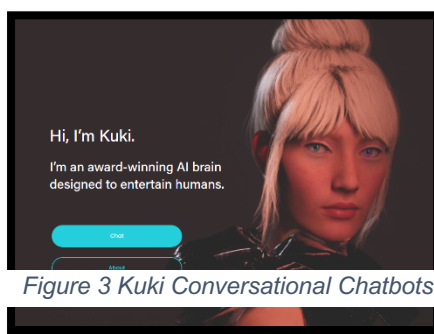 Hi, I'm Kuki.
I'm an award-winning AI brain
designed to entertain humans.
Chat
About
Figure 3 Kuki Conversational Chatbots